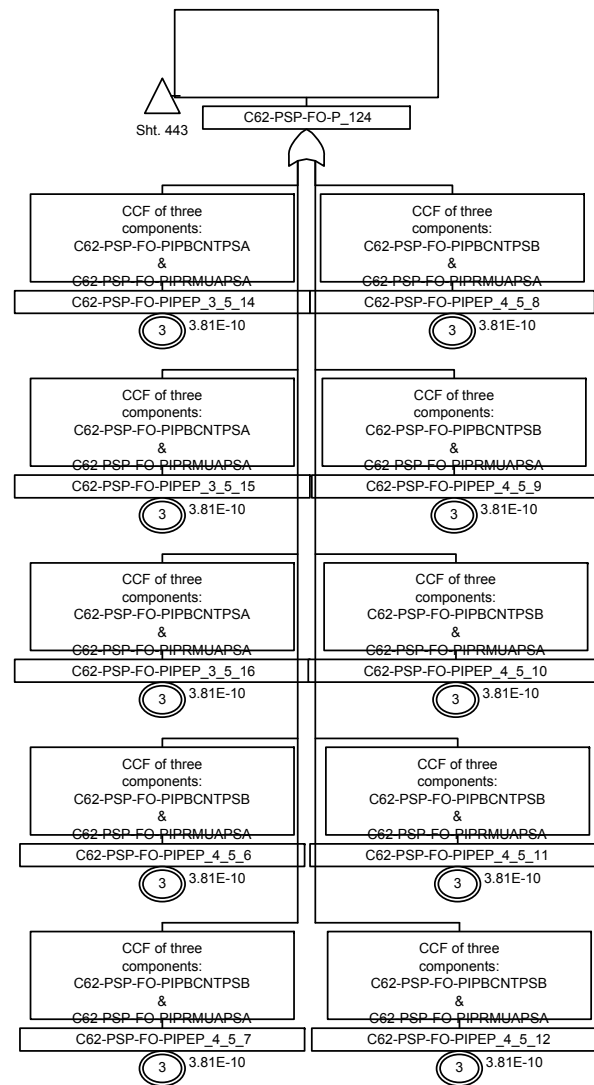 Sht. 443
C62-PSP-FO-P_124
CCF of three
components:
C62-PSP-FO-PIPBCNTPSA
&
C62-PSP-FO-PIPRMUAPSA
C62-PSP-FO-PIPEP_3_5_14
3
3.81E-10
CCF of three
components:
C62-PSP-FO-PIPBCNTPSB
&
C62-PSP-FO-PIPRMUAPSA
C62-PSP-FO-PIPEP_4_5_8
3
3.81E-10
CCF of three
components:
C62-PSP-FO-PIPBCNTPSA
&
C62-PSP-FO-PIPRMUAPSA
C62-PSP-FO-PIPEP_3_5_15
3
3.81E-10
CCF of three
components:
C62-PSP-FO-PIPBCNTPSB
&
C62-PSP-FO-PIPRMUAPSA
C62-PSP-FO-PIPEP_4_5_9
3
3.81E-10
CCF of three
components:
C62-PSP-FO-PIPBCNTPSA
&
C62-PSP-FO-PIPRMUAPSA
C62-PSP-FO-PIPEP_3_5_16
3
3.81E-10
CCF of three
components:
C62-PSP-FO-PIPBCNTPSB
&
C62-PSP-FO-PIPRMUAPSA
C62-PSP-FO-PIPEP_4_5_10
3
3.81E-10
CCF of three
components:
C62-PSP-FO-PIPBCNTPSB
&
C62-PSP-FO-PIPRMUAPSA
C62-PSP-FO-PIPEP_4_5_6
3
3.81E-10
CCF of three
components:
C62-PSP-FO-PIPBCNTPSB
&
C62-PSP-FO-PIPRMUAPSA
C62-PSP-FO-PIPEP_4_5_11
3
3.81E-10
CCF of three
components:
C62-PSP-FO-PIPBCNTPSB
&
C62-PSP-FO-PIPRMUAPSA
C62-PSP-FO-PIPEP_4_5_7
3
3.81E-10
CCF of three
components:
C62-PSP-FO-PIPBCNTPSB
&
C62-PSP-FO-PIPRMUAPSA
C62-PSP-FO-PIPEP_4_5_12
3
3.81E-10